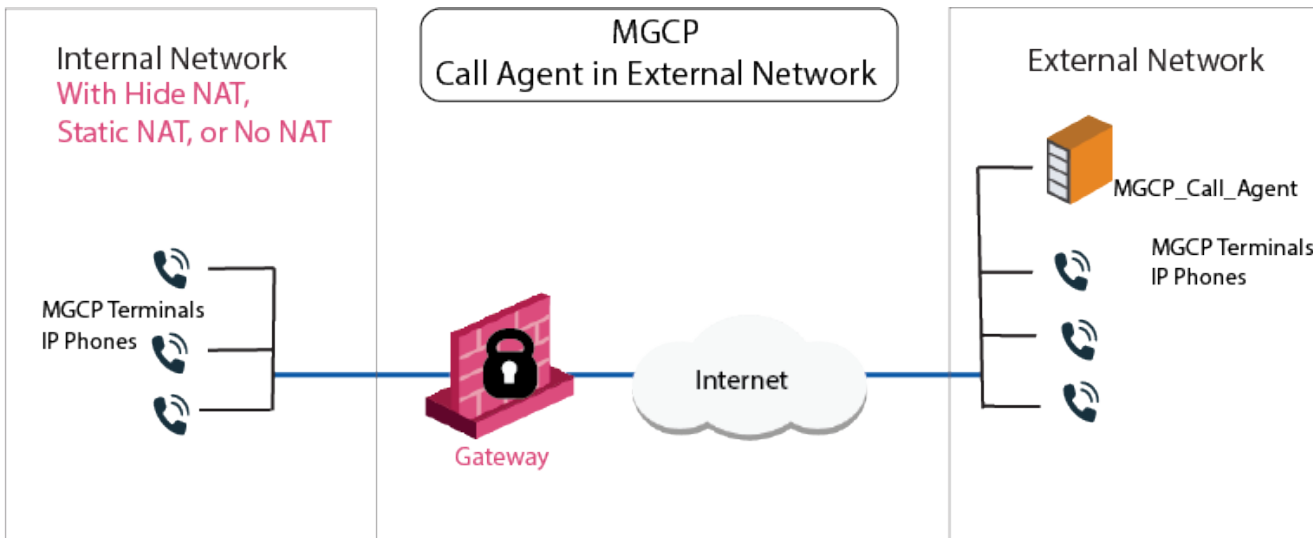 Internal Network
With Hide NAT,
Static NAT, or No NAT
MGCP Terminals
IP Phones
MGCP
Call Agent in External Network
Gateway
Internet
External Network
MGCP_Call_Agent
MGCP Terminals
IP Phones